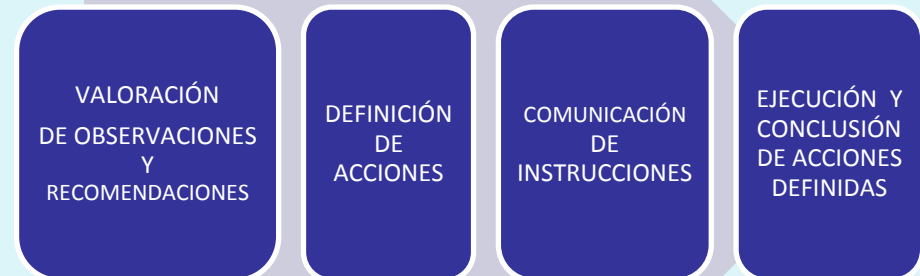 VALORACIÓN
DE OBSERVACIONES
Y
RECOMENDACIONES
DEFINICIÓN
DE
ACCIONES
COMUNICACIÓN
DE
INSTRUCCIONES
EJECUCIÓN Y
CONCLUSIÓN
DE ACCIONES
DEFINIDAS